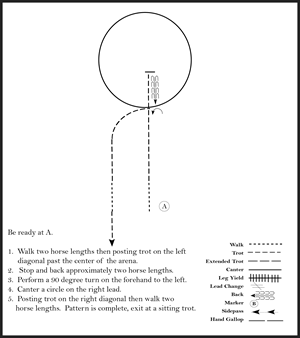 A
Be ready at A.
1. Walk two horse lengths then posting trot on the left
diagonal past the center of the arena.
2. Stop and back approximately two horse lengths.
3. Perform a 90 degree turn on the forehand to the left.
4. Canter a circle on the right lead.
5. Posting trot on the right diagonal then walk two
horse lengths. Pattern is complete, exit at a sitting trot.
Walk
Trot
Extended Trot
Canter
Leg Yield
Lead Change
Back
Marker B
Sidepass
Hand Gallop